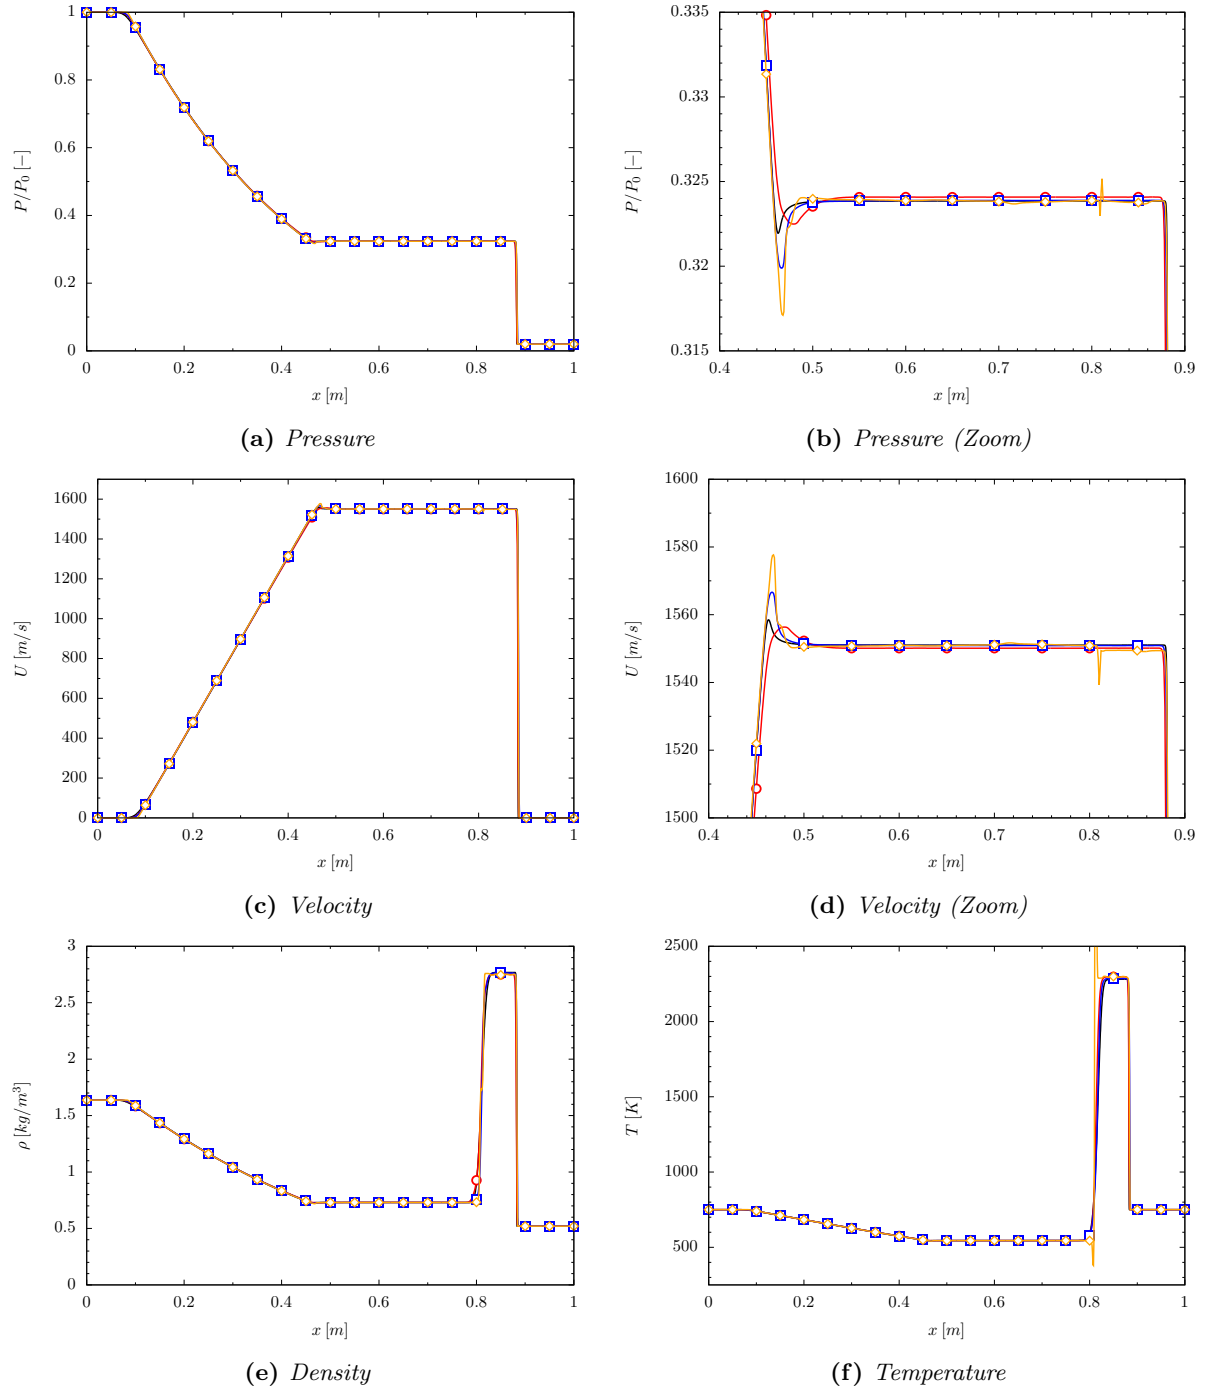 1
0.8
0.6
0.4
0.2
0
P/P₀ [−]
0 0.2 0.4 0.6 0.8 1
x [m]
(a) Pressure
0.335
0.33
0.325
0.32
0.315
P/P₀ [−]
0.4 0.5 0.6 0.7 0.8 0.9
x [m]
(b) Pressure (Zoom)
1600
1400
1200
1000
800
600
400
200
0
U [m/s]
0 0.2 0.4 0.6 0.8 1
x [m]
(c) Velocity
1600
1580
1560
1540
1520
1500
U [m/s]
0.4 0.5 0.6 0.7 0.8 0.9
x [m]
(d) Velocity (Zoom)
3
2.5
2
1.5
1
0.5
0
ρ [kg/m³]
0 0.2 0.4 0.6 0.8 1
x [m]
(e) Density
2500
2000
1500
1000
500
T [K]
0 0.2 0.4 0.6 0.8 1
x [m]
(f) Temperature